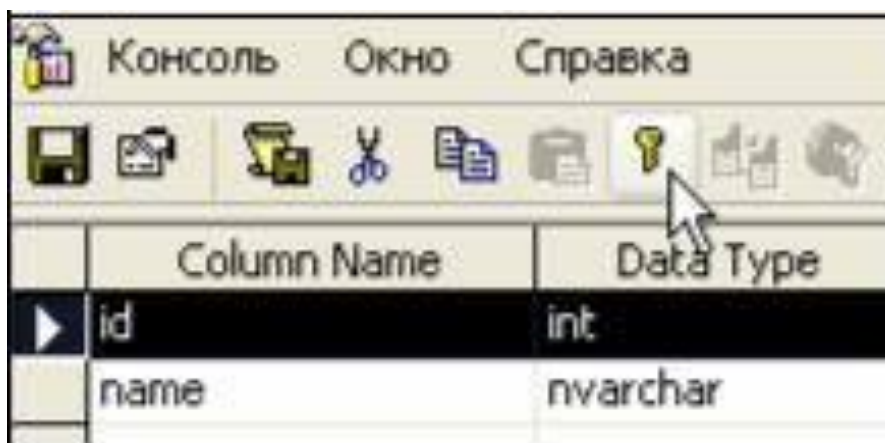 Консоль Окно Справка
Column Name Data Type
id int
name nvarchar